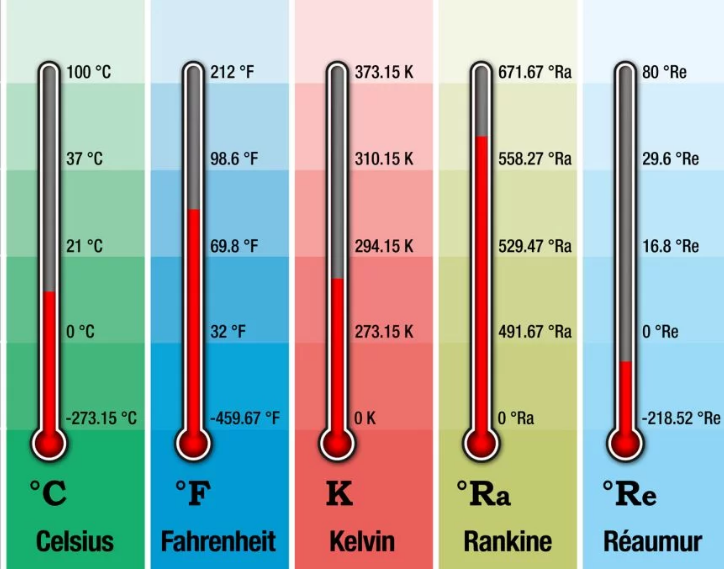 100 °C
37 °C
21 °C
0 °C
-273.15 °C
°C
Celsius
212 °F
98.6 °F
69.8 °F
32 °F
-459.67 °F
°F
Fahrenheit
373.15 K
310.15 K
294.15 K
273.15 K
0 K
K
Kelvin
671.67 °Ra
558.27 °Ra
529.47 °Ra
491.67 °Ra
0 °Ra
°Ra
Rankine
80 °Re
29.6 °Re
16.8 °Re
0 °Re
-218.52 °Re
°Re
Réaumur